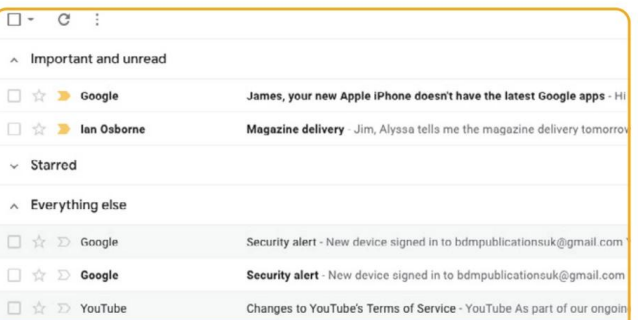 Important and unread
Google James, your new Apple iPhone doesn't have the latest Google apps - Hi
Ian Osborne Magazine delivery - Jim, Alyssa tells me the magazine delivery tomorrow
Starred
Everything else
Google Security alert - New device signed in to bdmpublicationsuk@gmail.com
Google Security alert - New device signed in to bdmpublicationsuk@gmail.com
YouTube Changes to YouTube's Terms of Service - YouTube As part of our ongoin